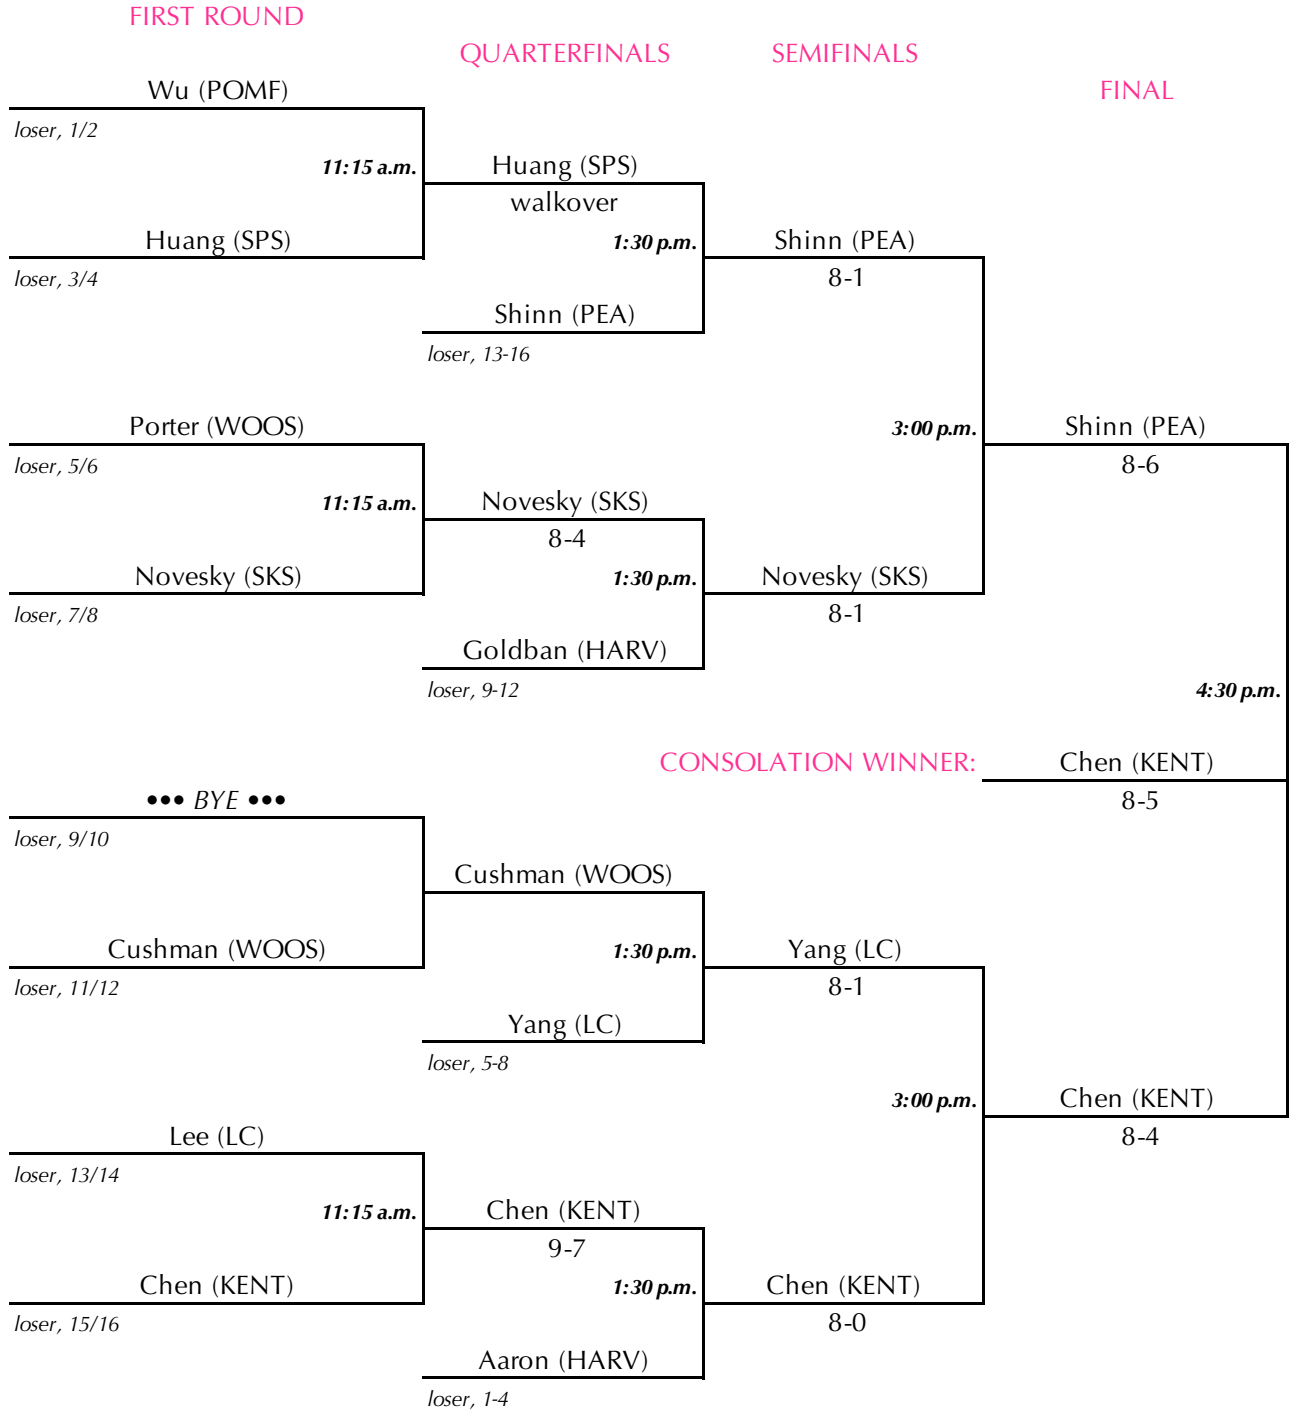 FIRST ROUND
QUARTERFINALS
SEMIFINALS
FINAL
Wu (POMF)
loser, 1/2
11:15 a.m.
Huang (SPS)
walkover
Huang (SPS)
loser, 3/4
1:30 p.m.
Shinn (PEA)
8-1
Shinn (PEA)
loser, 13-16
Porter (WOOS)
loser, 5/6
3:00 p.m.
Shinn (PEA)
8-6
11:15 a.m.
Novesky (SKS)
8-4
Novesky (SKS)
loser, 7/8
1:30 p.m.
Novesky (SKS)
8-1
Goldban (HARV)
loser, 9-12
4:30 p.m.
CONSOLATION WINNER:
Chen (KENT)
8-5
••• BYE •••
loser, 9/10
Cushman (WOOS)
Cushman (WOOS)
loser, 11/12
1:30 p.m.
Yang (LC)
8-1
Yang (LC)
loser, 5-8
3:00 p.m.
Chen (KENT)
8-4
Lee (LC)
loser, 13/14
11:15 a.m.
Chen (KENT)
9-7
Chen (KENT)
loser, 15/16
1:30 p.m.
Chen (KENT)
8-0
Aaron (HARV)
loser, 1-4